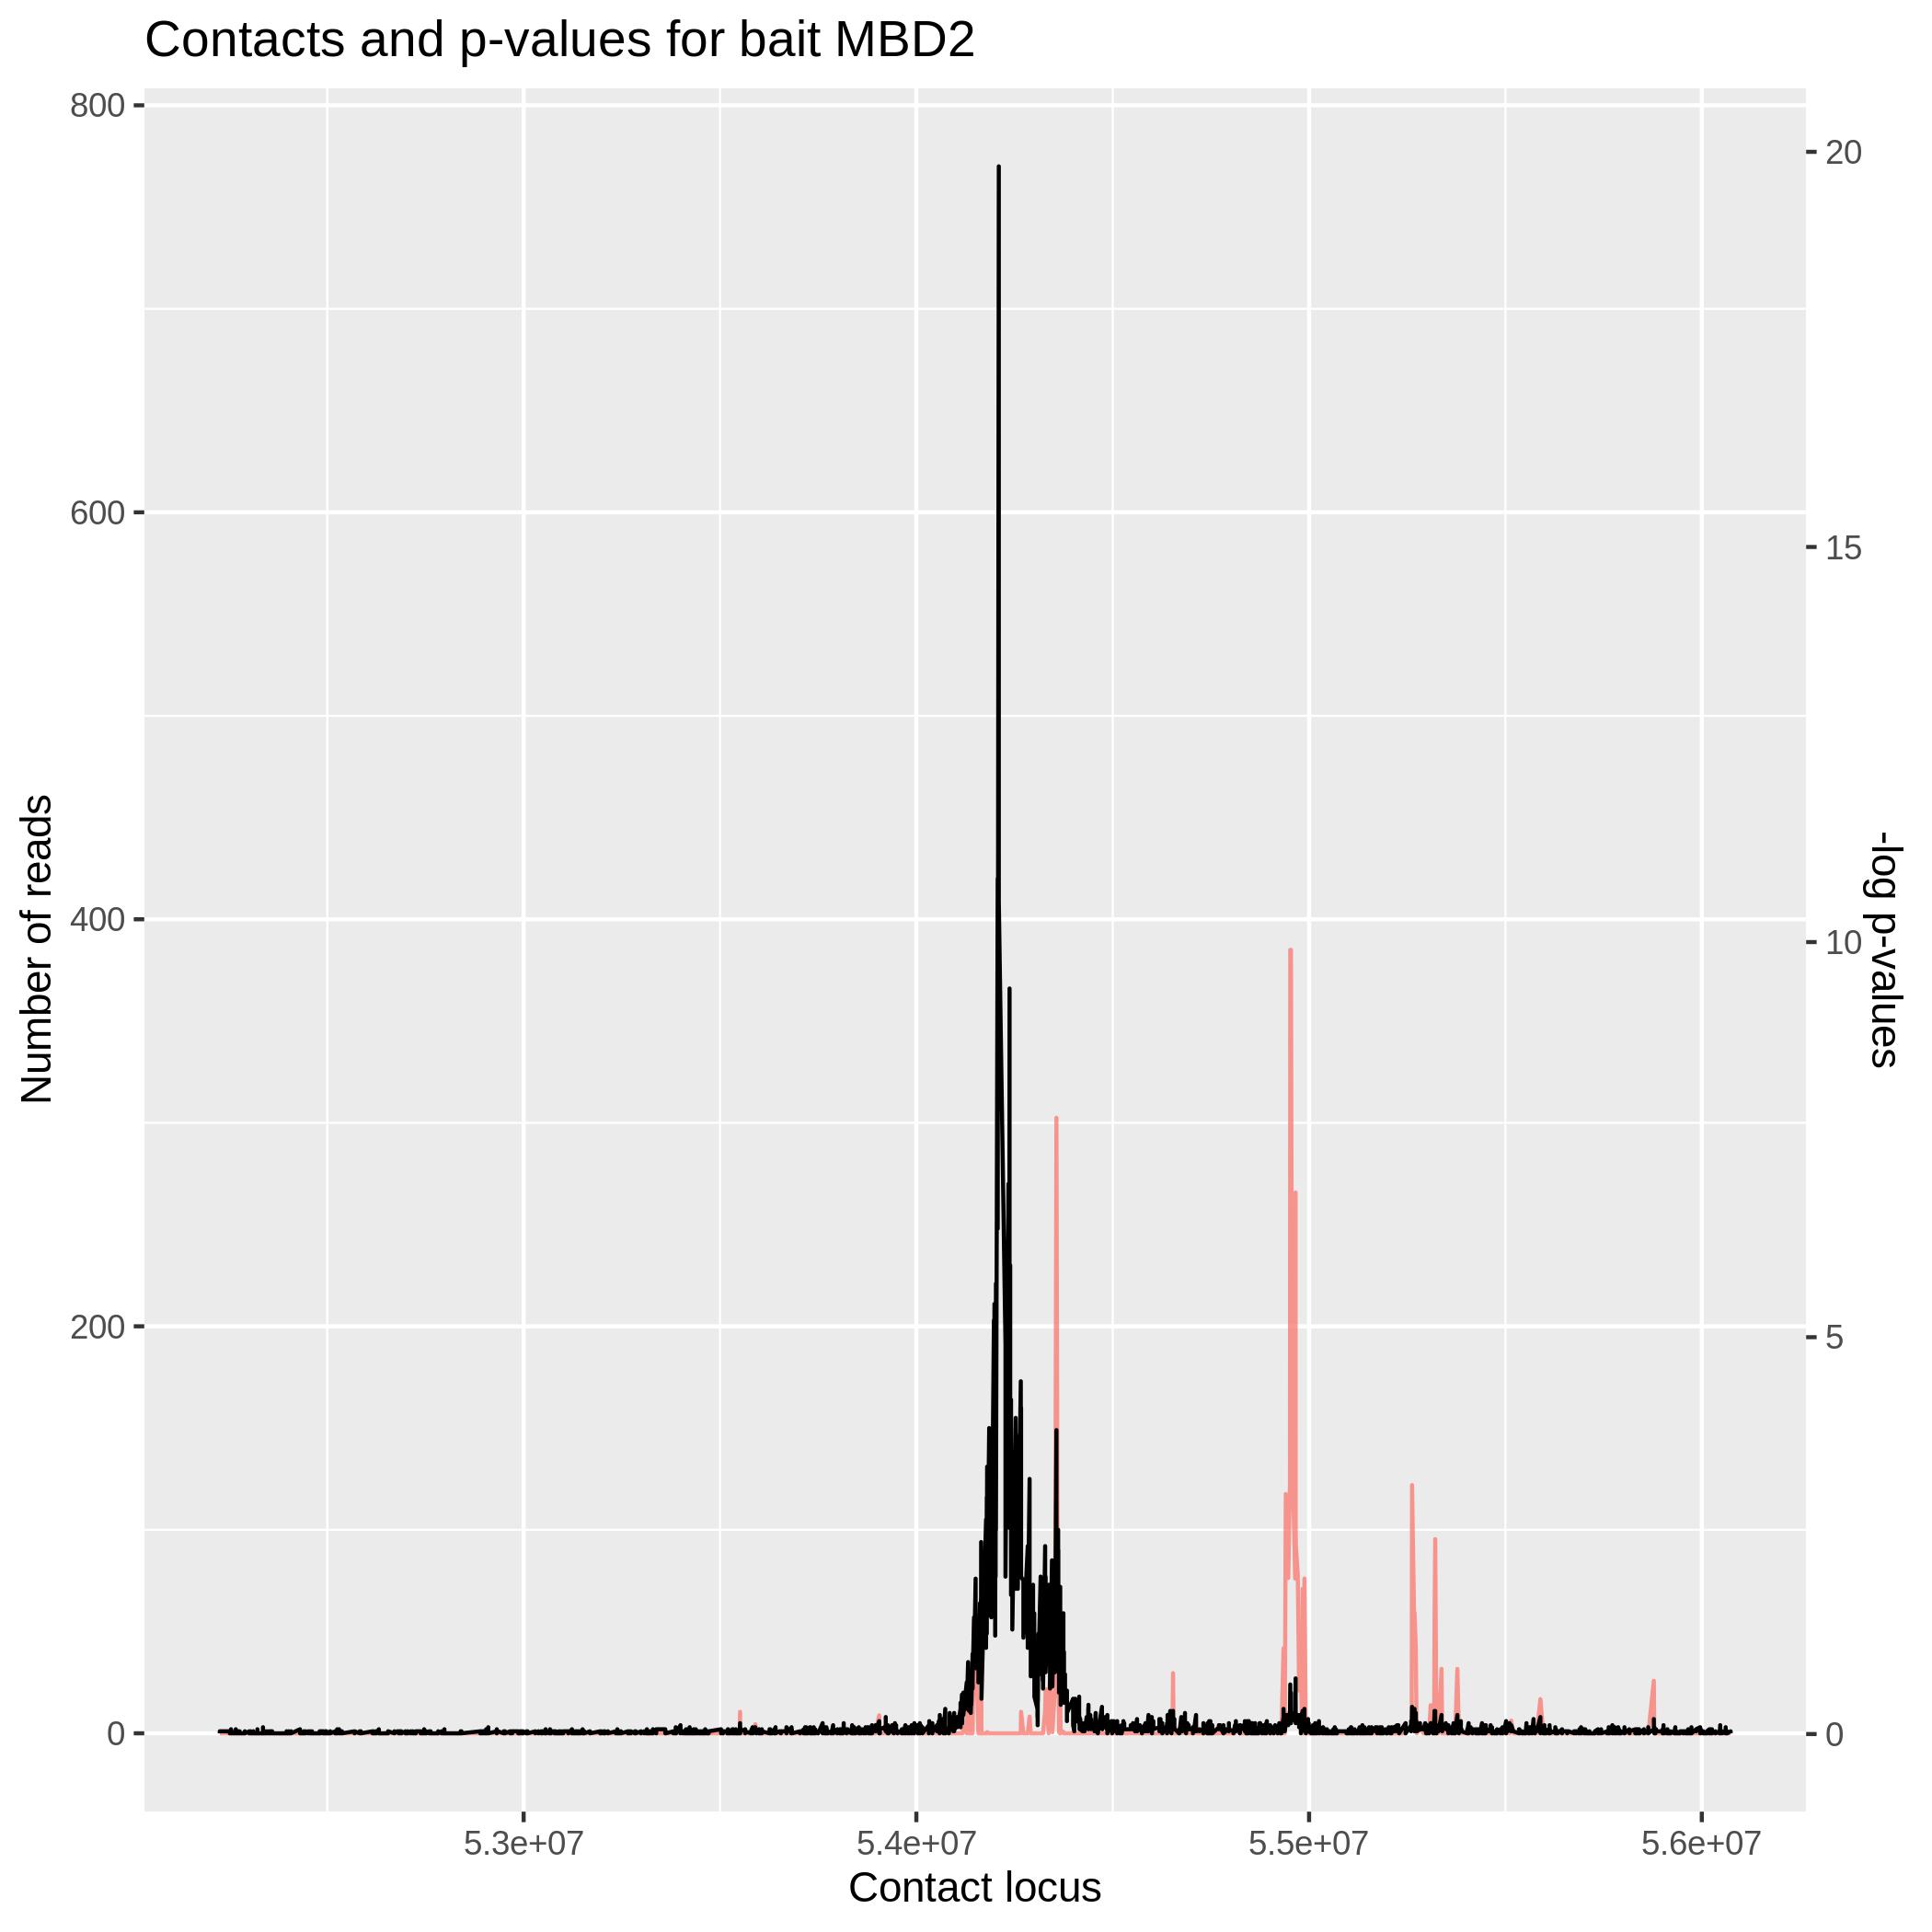 Contacts and p-values for bait MBD2
800
600
400
200
0
Number of reads
20
15
10
5
0
-log p-values
5.3e+07
5.4e+07
5.5e+07
5.6e+07
Contact locus